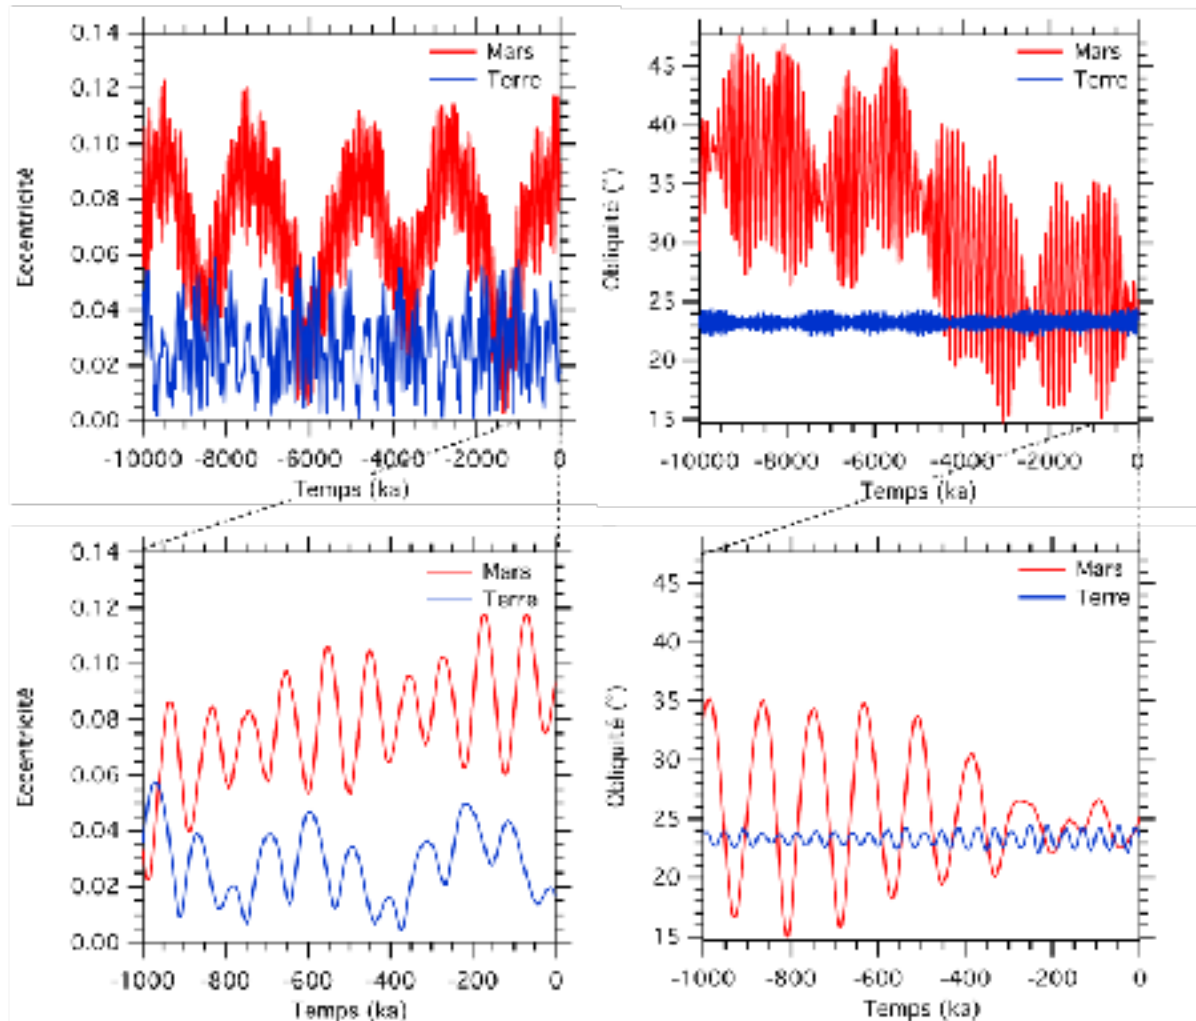 0.14
0.12
0.10
0.08
0.06
0.04
0.02
0.00
Eccentricité
Mars
Terre
-10000 -8000 -6000 -4000 -2000 0
Temps (ka)
45
40
35
30
25
20
15
Obliquité (°)
Mars
Terre
-10000 -8000 -6000 -4000 -2000 0
Temps (ka)
0.14
0.12
0.10
0.08
0.06
0.04
0.02
0.00
Eccentricité
Mars
Terre
-1000 -800 -600 -400 -200 0
Temps (ka)
45
40
35
30
25
20
15
Obliquité (°)
Mars
Terre
-1000 -800 -600 -400 -200 0
Temps (ka)